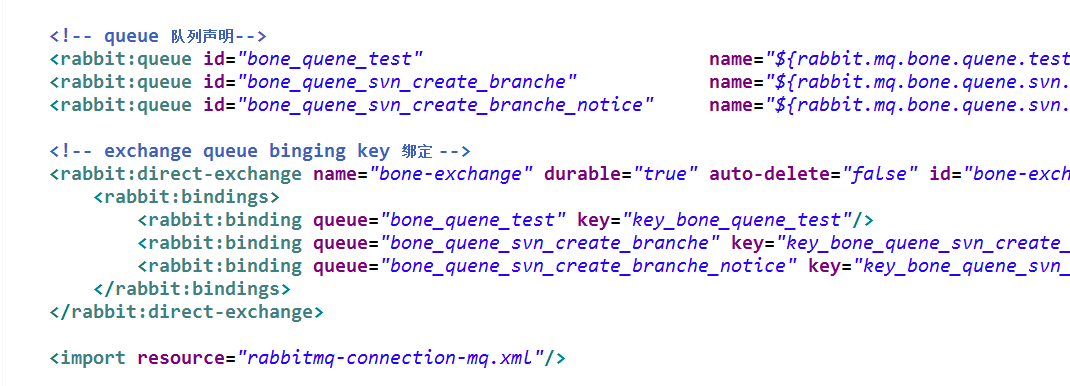 <!-- queue 队列声明-->
<rabbit:queue id="bone_quene_test" name="${rabbit.mq.bone.quene.test
<rabbit:queue id="bone_quene_svn_create_branche" name="${rabbit.mq.bone.quene.svn.
<rabbit:queue id="bone_quene_svn_create_branche_notice" name="${rabbit.mq.bone.quene.svn.
<!-- exchange queue binging key 绑定 -->
<rabbit:direct-exchange name="bone-exchange" durable="true" auto-delete="false" id="bone-exch
<rabbit:bindings>
<rabbit:binding queue="bone_quene_test" key="key_bone_quene_test"/>
<rabbit:binding queue="bone_quene_svn_create_branche" key="key_bone_quene_svn_create_
<rabbit:binding queue="bone_quene_svn_create_branche_notice" key="key_bone_quene_svn_
</rabbit:bindings>
</rabbit:direct-exchange>
<import resource="rabbitmq-connection-mq.xml"/>